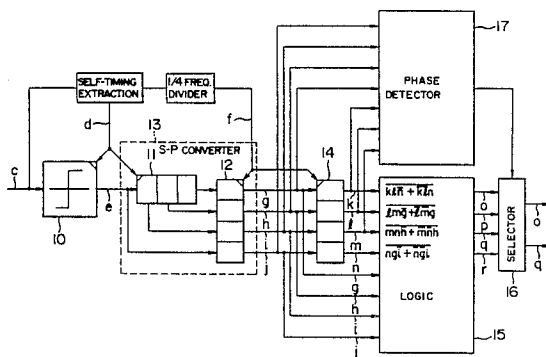 17
SELF-TIMING
EXTRACTION
1/4 FREQ.
DIVIDER
PHASE
DETECTOR
13
d
f
S-P CONVERTER
11
12
14
c
e
g
h
i
j
k
l
m
n
g
h
i
10
LOGIC
o
p
q
r
SELECTOR
o
q
16
15